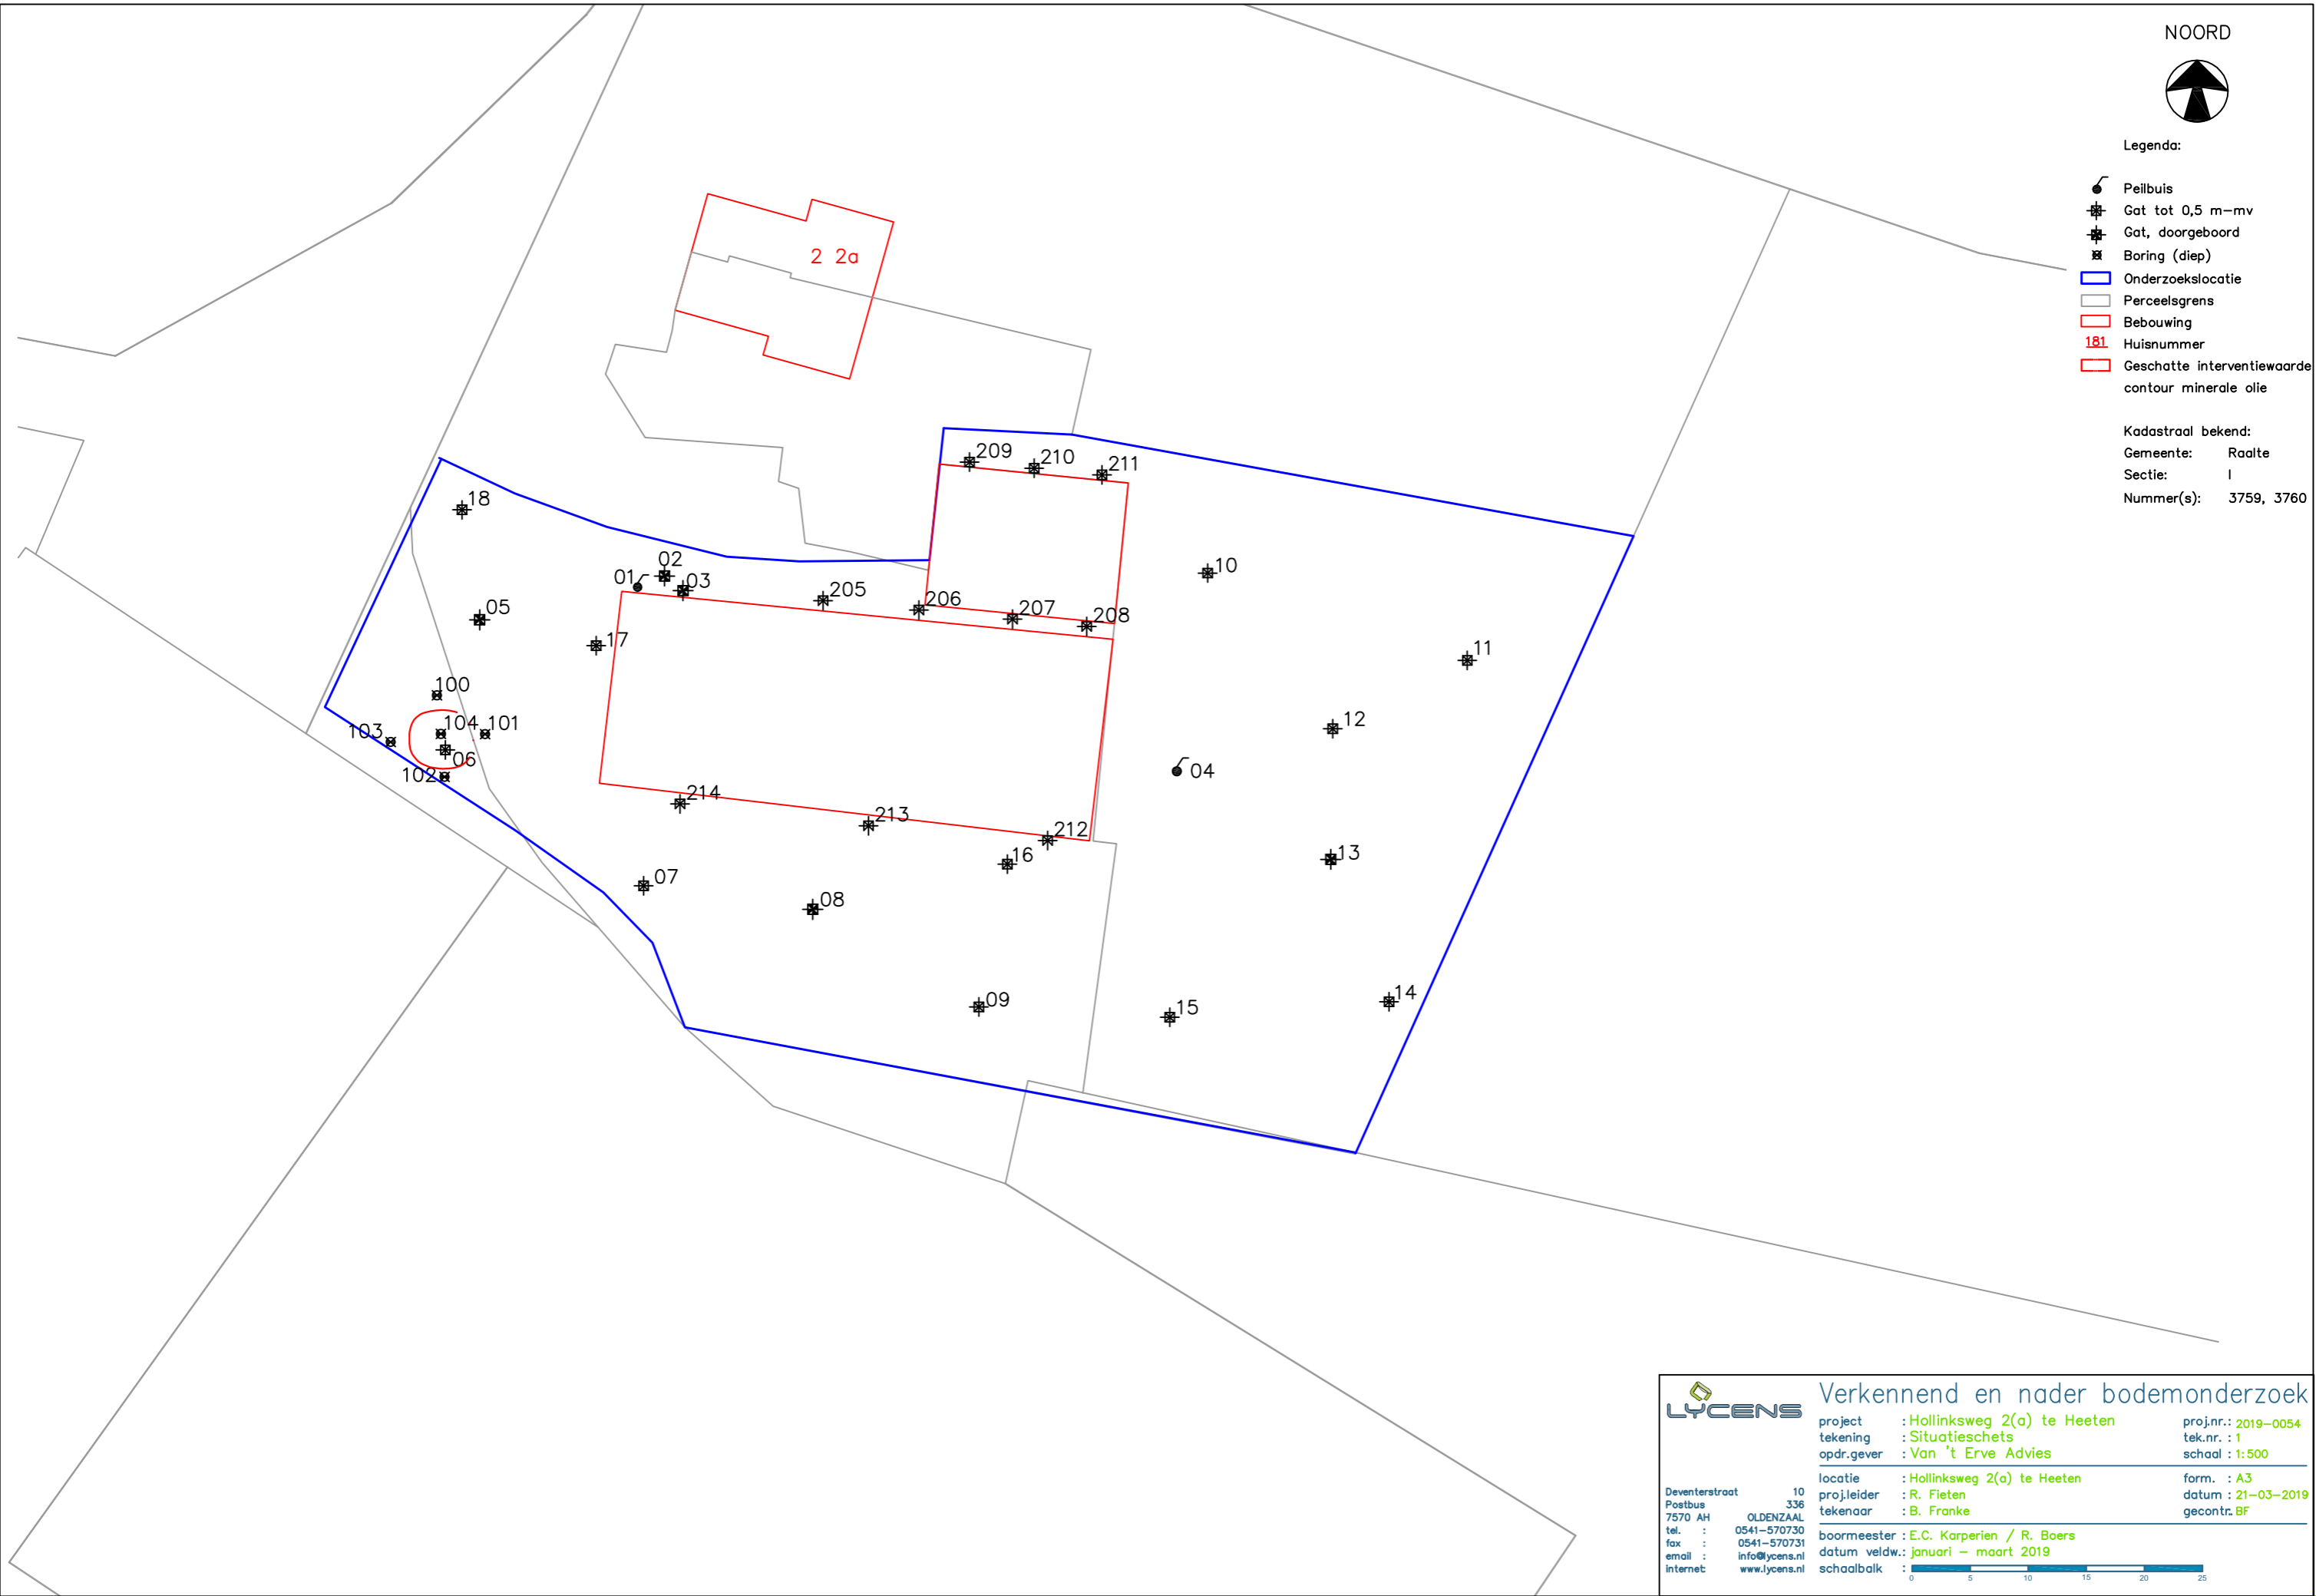 NOORD
Legenda:
Peilbuis
Gat tot 0,5 m-mv
Gat, doorgeboord
Boring (diep)
Onderzoekslocatie
Perceelsgrens
Bebouwing
181 Huisnummer
Geschatte interventiewaarde
contour minerale olie
Kadastraal bekend:
Gemeente: Raalte
Sectie: I
Nummer(s): 3759, 3760
2 2a
209
210
211
18
02
01
03
10
205
206
207
208
05
17
11
100
104
101
103
12
06
102
04
214
213
212
16
13
07
08
09
15
14
LYCENS
Verkennend en nader bodemonderzoek
project : Hollinksweg 2(a) te Heeten proj.nr.: 2019-0054
tekening : Situatieschets tek.nr. : 1
opdr.gever : Van 't Erve Advies schaal : 1:500
locatie : Hollinksweg 2(a) te Heeten form. : A3
proj.leider : R. Fieten datum : 21-03-2019
tekenaar : B. Franke gecontr.: BF
boormeester : E.C. Karperien / R. Boers
datum veldw.: januari - maart 2019
schaalbalk :
0 5 10 15 20 25
Deventerstraat 10
Postbus 336
7570 AH OLDENZAAL
tel. : 0541-570730
fax : 0541-570731
email : info@lycens.nl
internet: www.lycens.nl